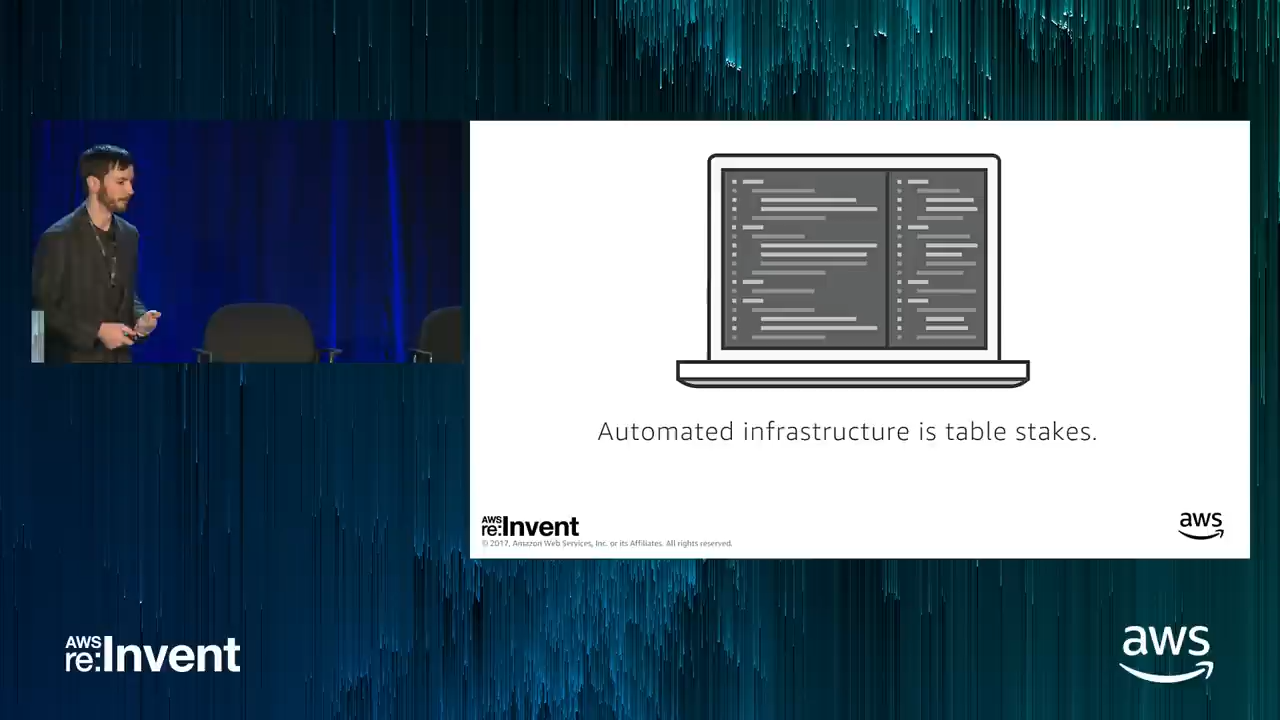 Automated infrastructure is table stakes.
AWS
re:Invent
© 2017, Amazon Web Services, Inc. or its Affiliates. All rights reserved.
aws
AWS
re:Invent
aws